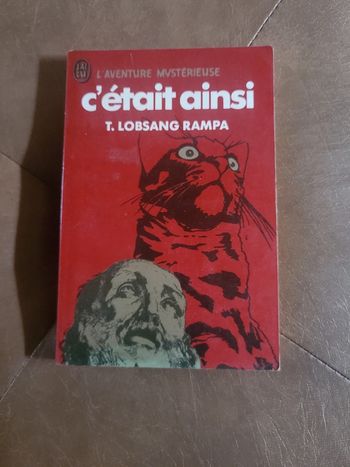 J'AI
LU
L'AVENTURE MYSTÉRIEUSE
c'était ainsi
T. LOBSANG RAMPA